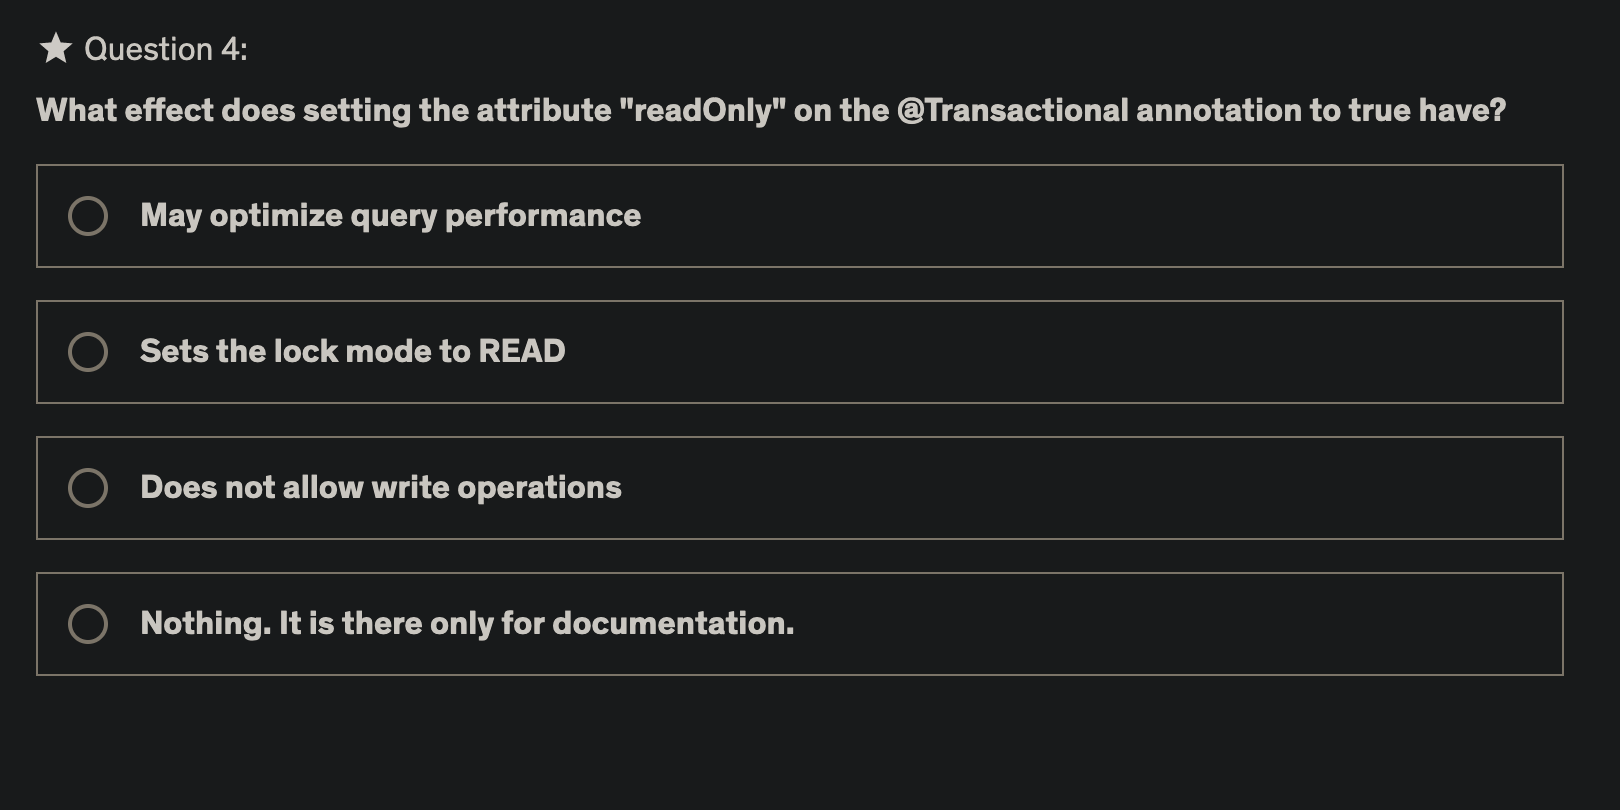 ★ Question 4:
What effect does setting the attribute "readOnly" on the @Transactional annotation to true have?
May optimize query performance
Sets the lock mode to READ
Does not allow write operations
Nothing. It is there only for documentation.